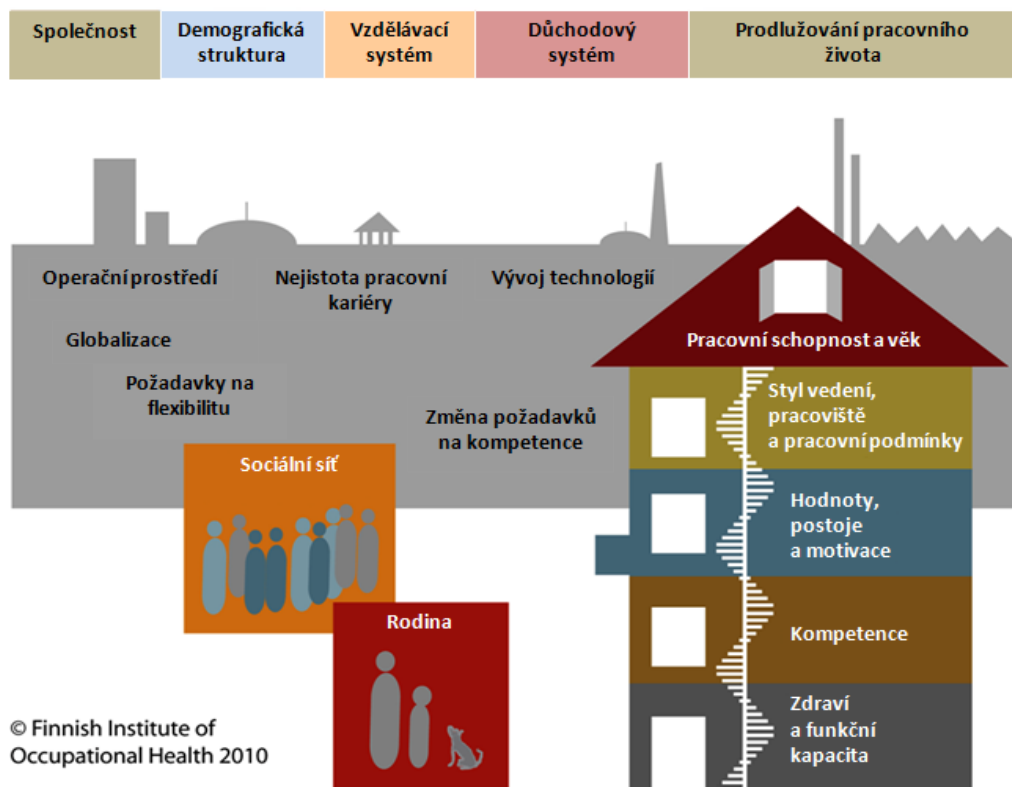 Společnost
Demografická
struktura
Vzdělávací
systém
Důchodový
systém
Prodlužování pracovního
života
Operační prostředí
Nejistota pracovní
kariéry
Vývoj technologií
Globalizace
Požadavky na
flexibilitu
Změna požadavků
na kompetence
Pracovní schopnost a věk
Styl vedení,
pracoviště
a pracovní podmínky
Sociální síť
Hodnoty,
postoje
a motivace
Rodina
Kompetence
Zdraví
a funkční
kapacita
© Finnish Institute of
Occupational Health 2010